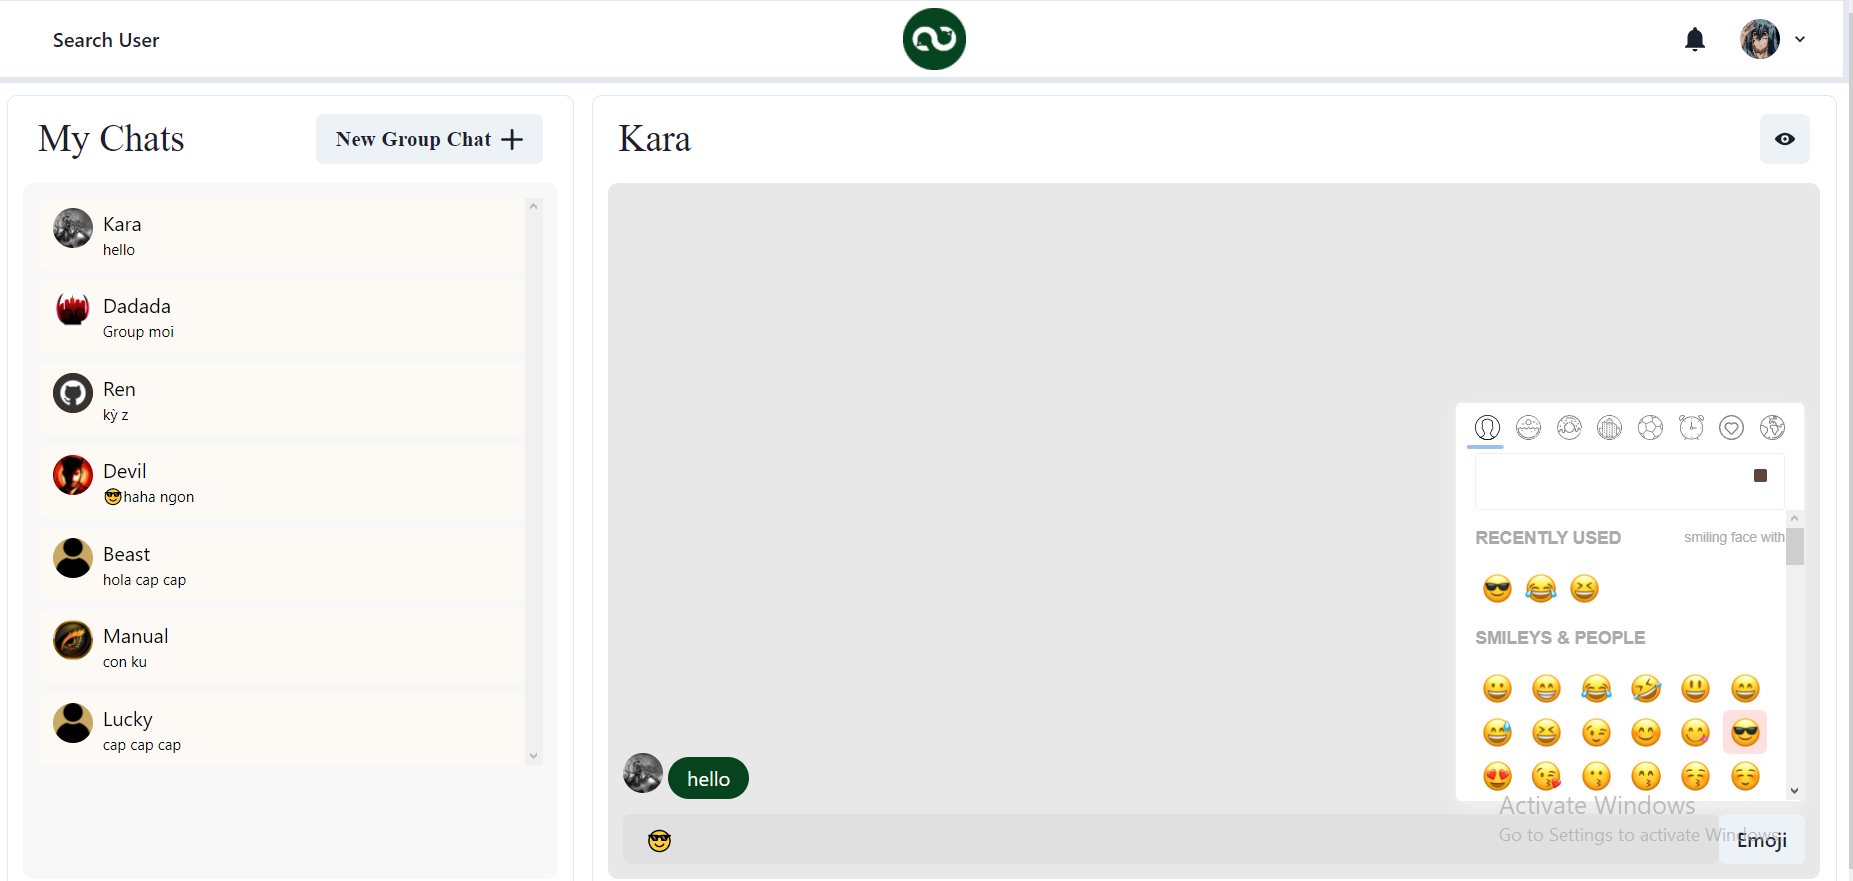 Search User
My Chats
New Group Chat
Kara
hello
Dadada
Group moi
Ren
kỳ z
Devil
😎haha ngon
Beast
hola cap cap
Manual
con ku
Lucky
cap cap cap
Kara
RECENTLY USED
smiling face with
SMILEYS & PEOPLE
hello
😎
Emoji
Activate Windows
Go to Settings to activate Windows.